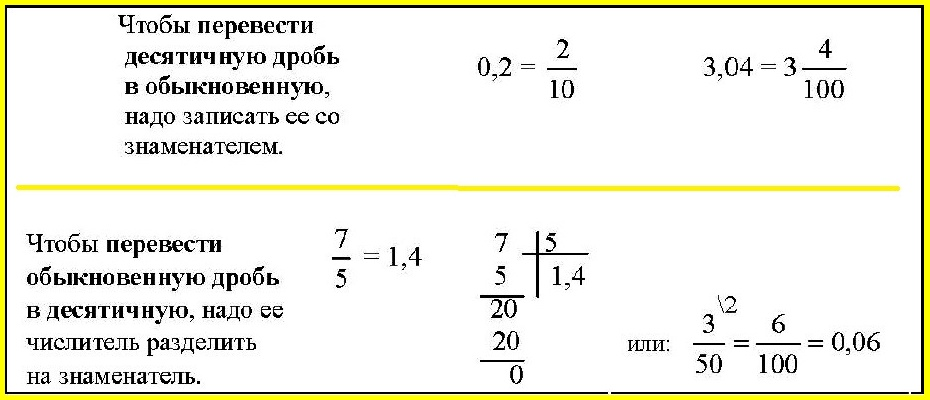 Чтобы перевести
десятичную дробь
в обыкновенную,
надо записать ее со
знаменателем.
0,2 = 2/10
3,04 = 3 4/100
Чтобы перевести
обыкновенную дробь
в десятичную, надо ее
числитель разделить
на знаменатель.
7/5 = 1,4
7 5
5 1,4
20
20
0
или: 3\2/50 = 6/100 = 0,06